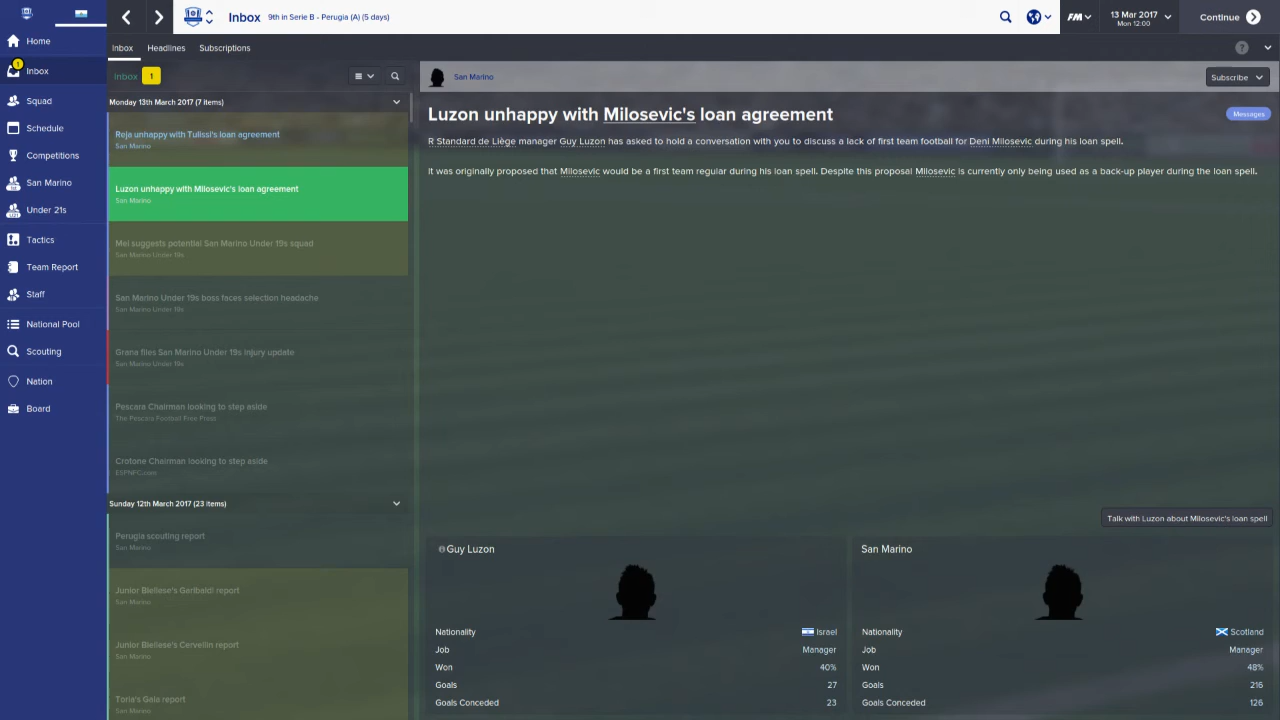 Inbox
9th in Serie B - Perugia (A) (5 days)
FM
13 Mar 2017
Mon 12:00
Continue
Home
1
Inbox
Squad
Schedule
Competitions
San Marino
Under 21s
Tactics
Team Report
Staff
National Pool
Scouting
Nation
Board
Inbox
Headlines
Subscriptions
?
Inbox
1
Monday 13th March 2017 (7 items)
Reja unhappy with Tulissi's loan agreement
San Marino
Luzon unhappy with Milosevic's loan agreement
San Marino
Mei suggests potential San Marino Under 19s squad
San Marino Under 19s
San Marino Under 19s boss faces selection headache
San Marino Under 19s
Grana files San Marino Under 19s injury update
San Marino Under 19s
Pescara Chairman looking to step aside
The Pescara Football Free Press
Crotone Chairman looking to step aside
ESPNFC.com
Sunday 12th March 2017 (23 items)
Perugia scouting report
San Marino
Junior Biellese's Garibaldi report
San Marino
Junior Biellese's Cervellin report
San Marino
Toria's Gala report
San Marino
San Marino
Subscribe
Luzon unhappy with Milosevic's loan agreement
Messages
R Standard de Liège manager Guy Luzon has asked to hold a conversation with you to discuss a lack of first team football for Deni Milosevic during his loan spell.
It was originally proposed that Milosevic would be a first team regular during his loan spell. Despite this proposal Milosevic is currently only being used as a back-up player during the loan spell.
Talk with Luzon about Milosevic's loan spell
Guy Luzon
Nationality
Israel
Job
Manager
Won
40%
Goals
27
Goals Conceded
23
San Marino
Nationality
Scotland
Job
Manager
Won
48%
Goals
216
Goals Conceded
126